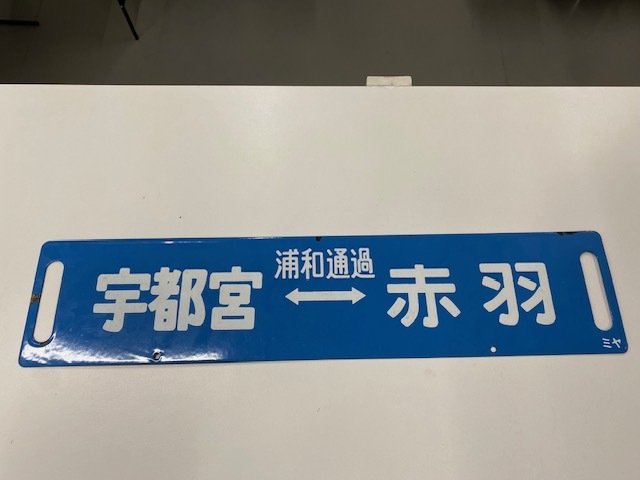 浦和通過
宇都宮 ↔ 赤羽
ミヤ